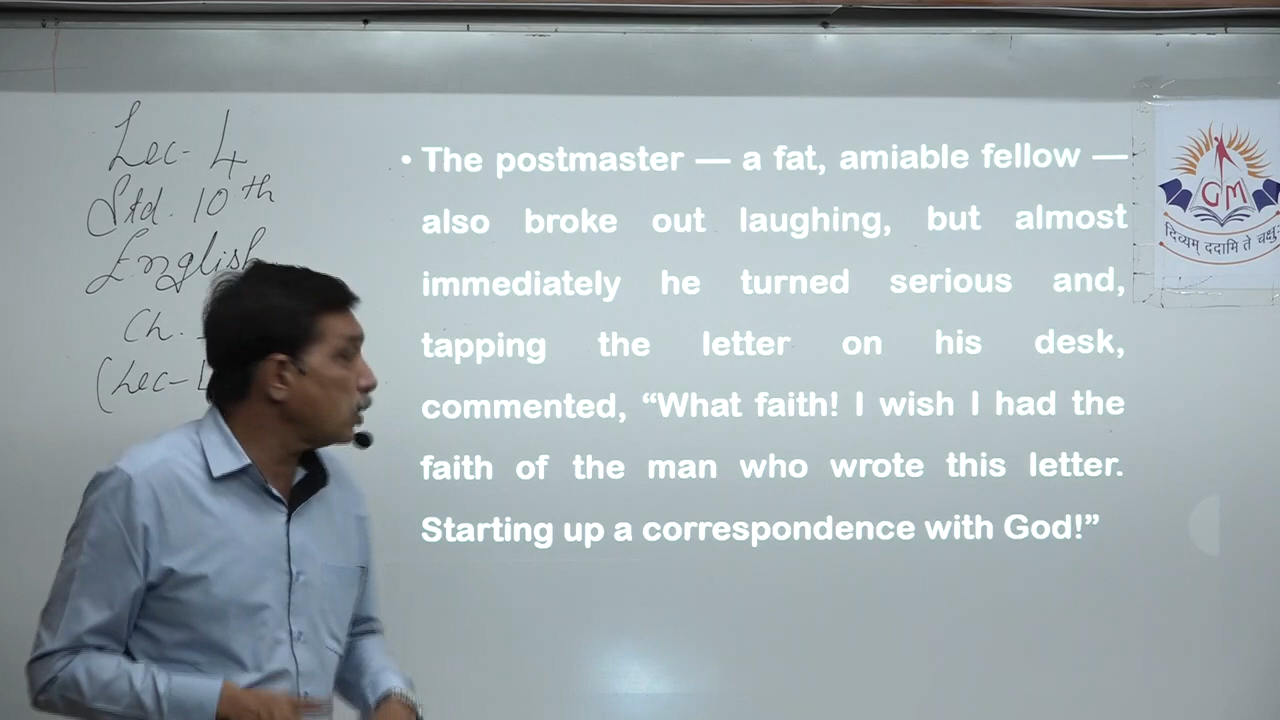 Lec- 4
Std. 10th
English
Ch.
(Lec-
• The postmaster — a fat, amiable fellow —
also broke out laughing, but almost
immediately he turned serious and,
tapping the letter on his desk,
commented, “What faith! I wish I had the
faith of the man who wrote this letter.
Starting up a correspondence with God!”
GM
दिव्यम् ददामि ते चक्षुः